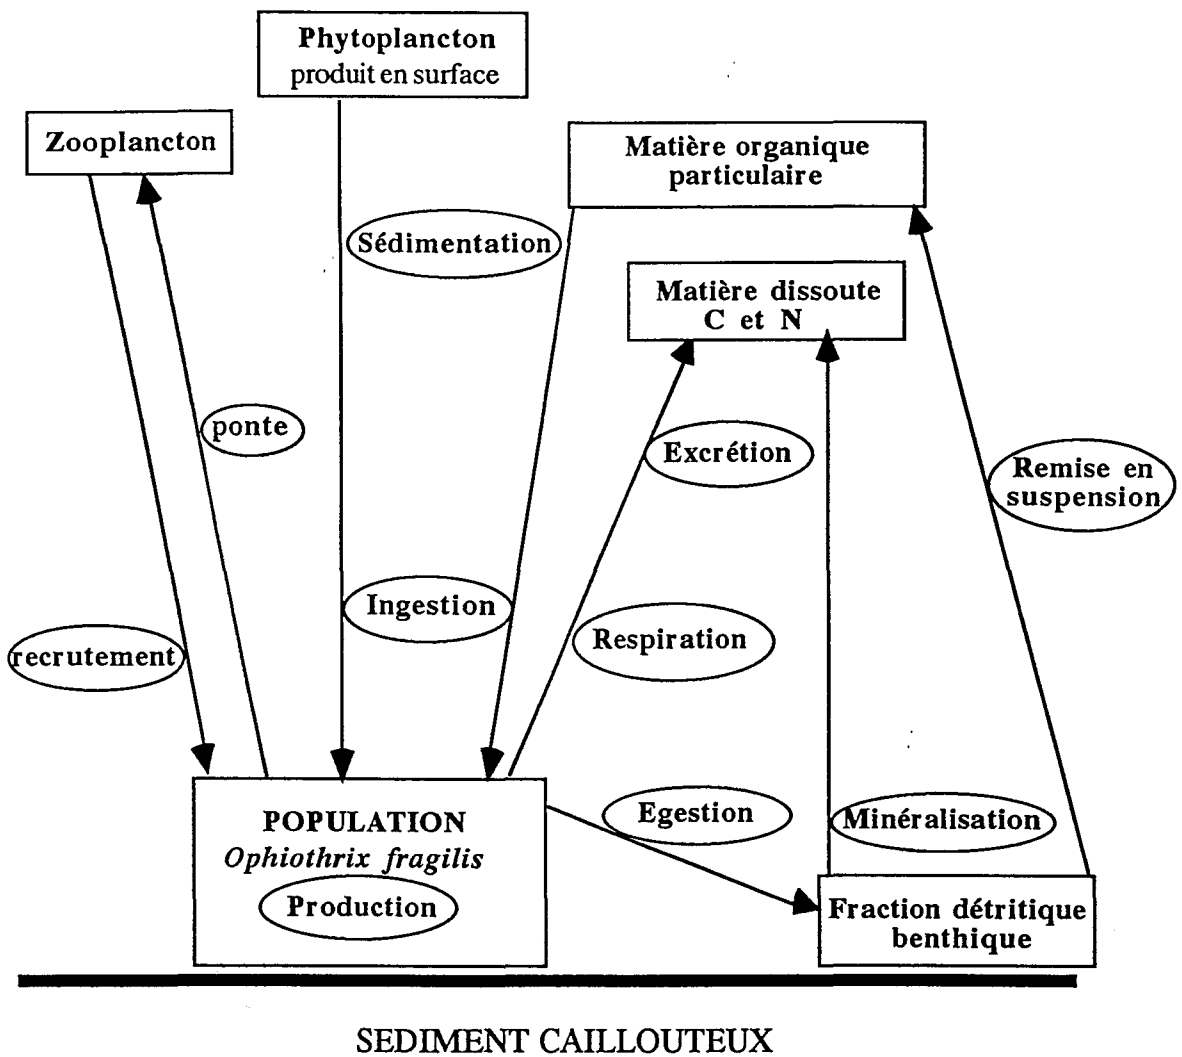 Phytoplancton
produit en surface
Zooplancton
Matière organique
particulaire
Sédimentation
Matière dissoute
C et N
ponte
Excrétion
Remise en
suspension
Ingestion
Respiration
recrutement
Egestion
Minéralisation
POPULATION
Ophiothrix fragilis
Production
Fraction détritique
benthique
SEDIMENT CAILLOUTEUX